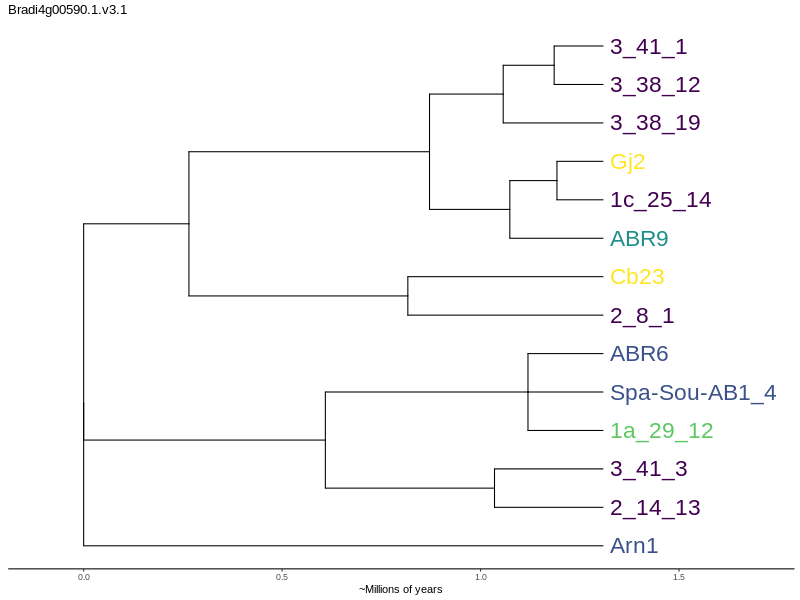 Bradi4g00590.1.v3.1
3_41_1
3_38_12
3_38_19
Gj2
1c_25_14
ABR9
Cb23
2_8_1
ABR6
Spa-Sou-AB1_4
1a_29_12
3_41_3
2_14_13
Arn1
0.0 0.5 1.0 1.5
~Millions of years